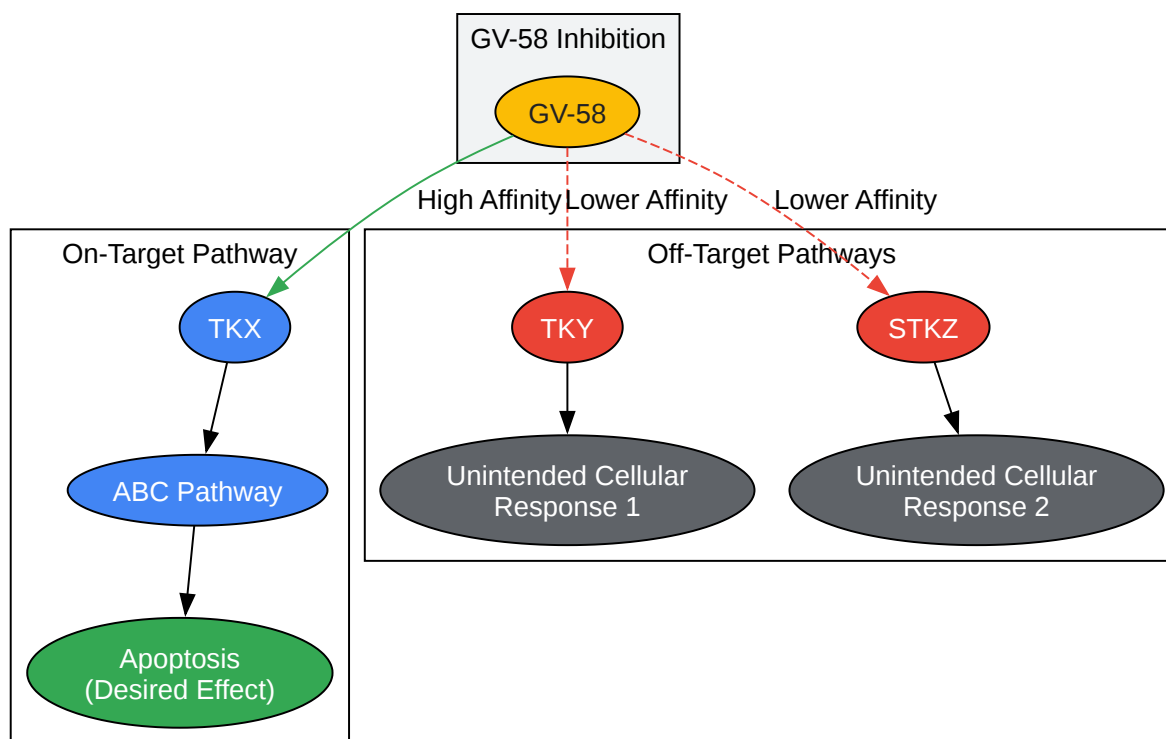 GV-58 Inhibition
GV-58
High Affinity
Lower Affinity
Lower Affinity
On-Target Pathway
Off-Target Pathways
TKX
TKY
STKZ
ABC Pathway
Unintended Cellular
Response 1
Unintended Cellular
Response 2
Apoptosis
(Desired Effect)